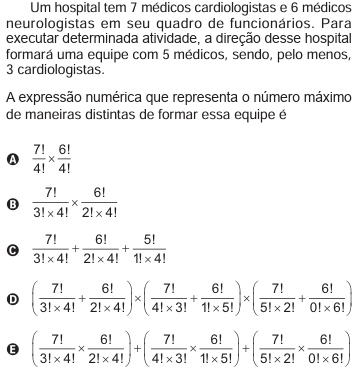 Um hospital tem 7 médicos cardiologistas e 6 médicos
neurologistas em seu quadro de funcionários. Para
executar determinada atividade, a direção desse hospital
formará uma equipe com 5 médicos, sendo, pelo menos,
3 cardiologistas.
A expressão numérica que representa o número máximo
de maneiras distintas de formar essa equipe é
A 7!/4! × 6!/4!
B 7!/(3! × 4!) × 6!/(2! × 4!)
C 7!/(3! × 4!) + 6!/(2! × 4!) + 5!/(1! × 4!)
D (7!/(3! × 4!) + 6!/(2! × 4!)) × (7!/(4! × 3!) + 6!/(1! × 5!)) × (7!/(5! × 2!) + 6!/(0! × 6!))
E (7!/(3! × 4!) × 6!/(2! × 4!)) + (7!/(4! × 3!) × 6!/(1! × 5!)) + (7!/(5! × 2!) × 6!/(0! × 6!))